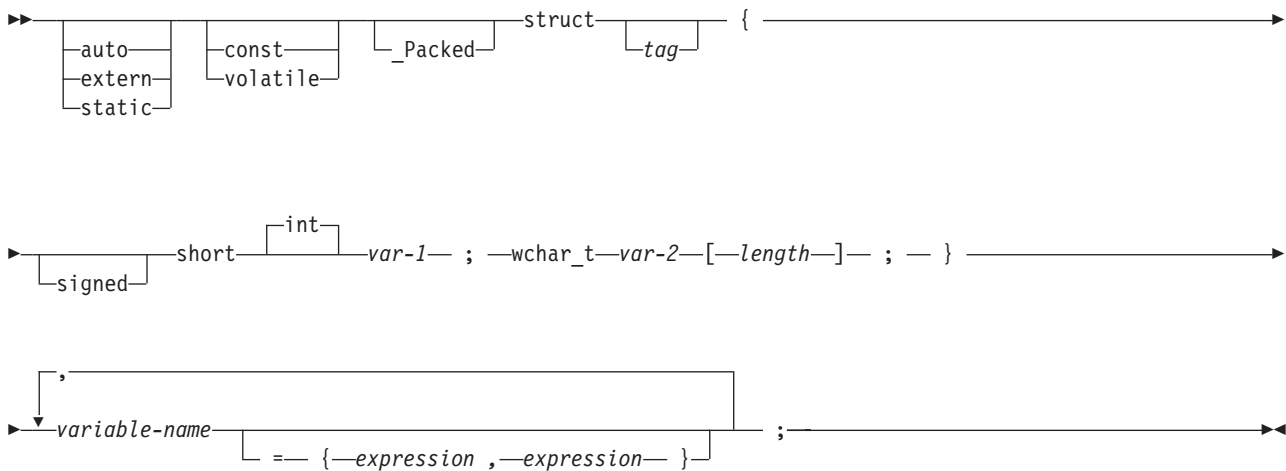 struct {
auto const _Packed tag
extern volatile
static
int
short var-1 ; wchar_t var-2 [ length ] ; }
signed
,
variable-name ;
= { expression , expression }